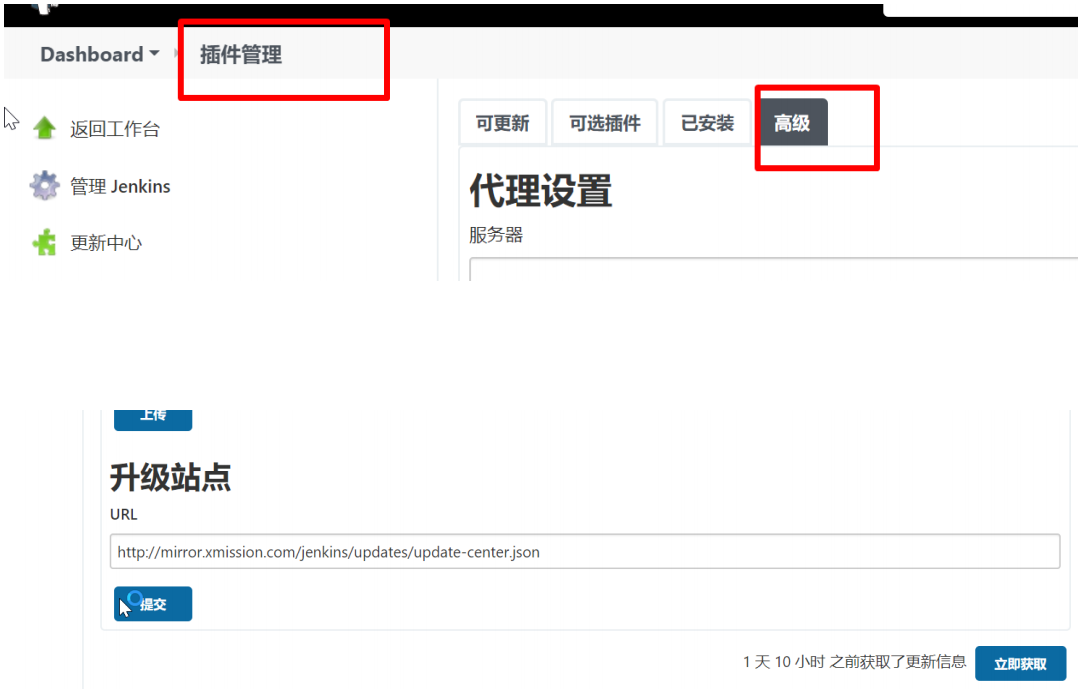 Dashboard 插件管理
返回工作台
管理 Jenkins
更新中心
可更新 可选插件 已安装 高级
代理设置
服务器
上传
升级站点
URL
http://mirror.xmission.com/jenkins/updates/update-center.json
提交
1 天 10 小时 之前获取了更新信息 立即获取